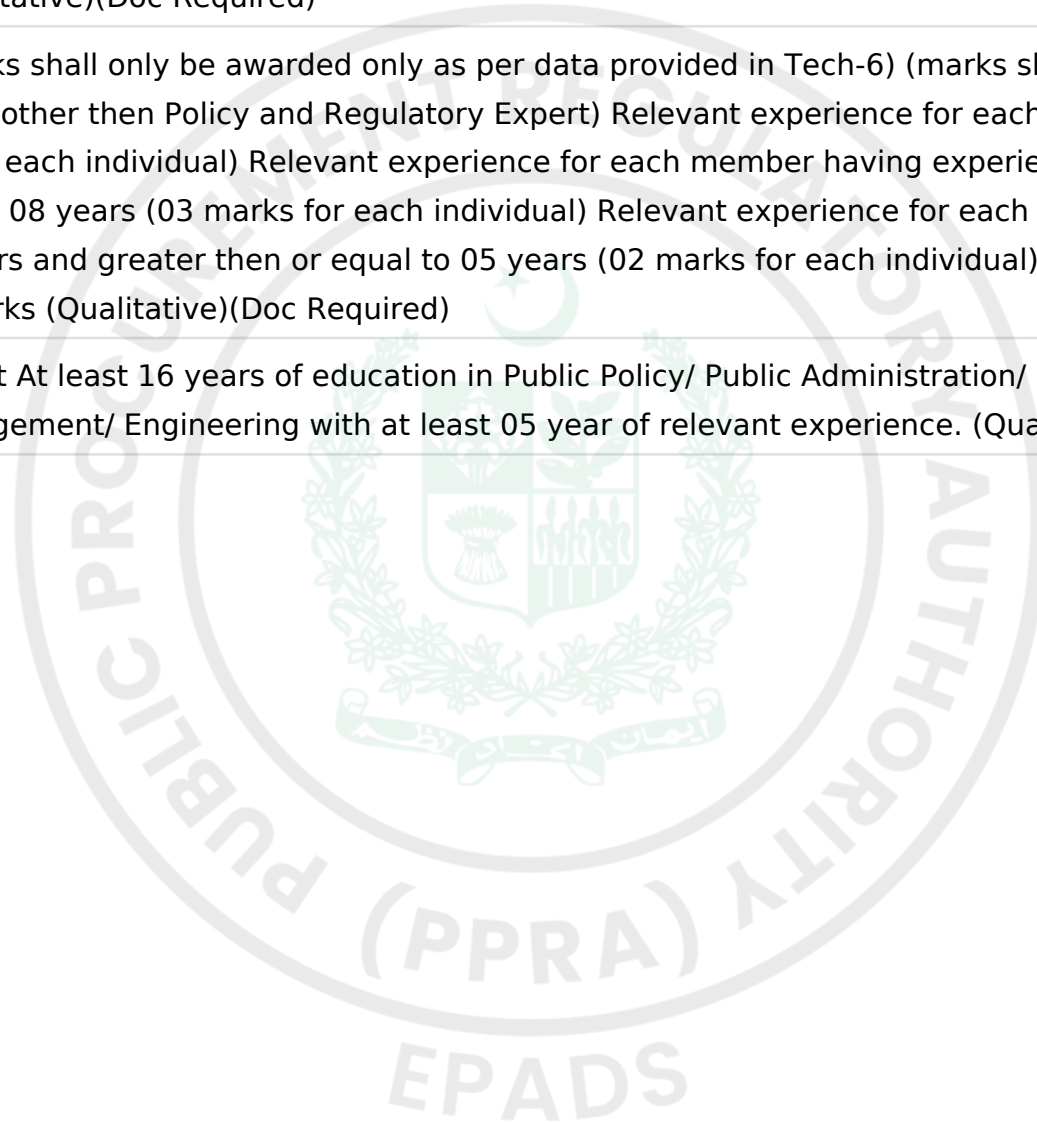 tative)(Doc Required)
ks shall only be awarded only as per data provided in Tech-6) (marks sh
other then Policy and Regulatory Expert) Relevant experience for each
each individual) Relevant experience for each member having experie
08 years (03 marks for each individual) Relevant experience for each
rs and greater then or equal to 05 years (02 marks for each individual)
rks (Qualitative)(Doc Required)
t At least 16 years of education in Public Policy/ Public Administration/
gement/ Engineering with at least 05 year of relevant experience. (Qua
PUBLIC PROCUREMENT REGULATORY AUTHORITY
(PPRA)
EPADS